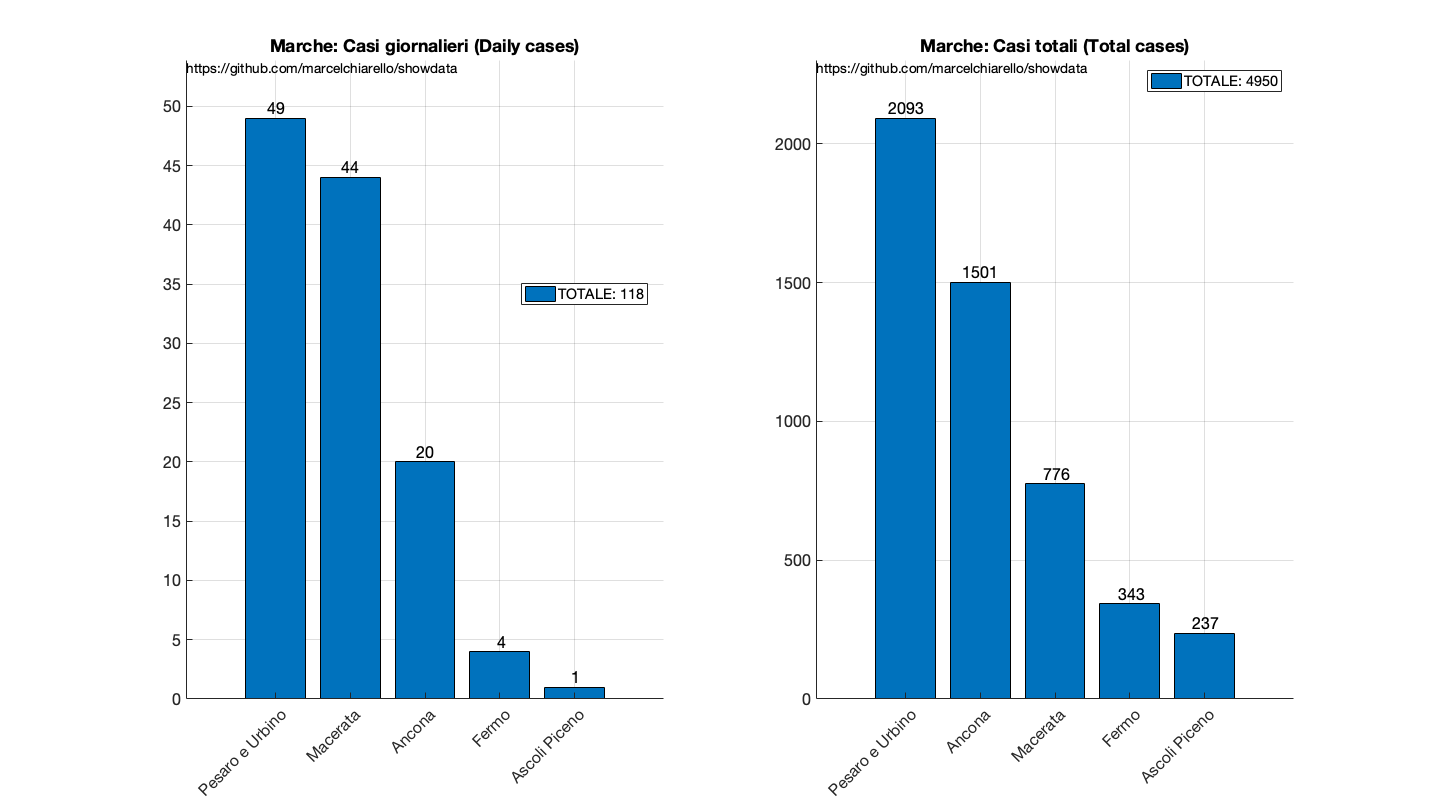 Marche: Casi giornalieri (Daily cases)
https://github.com/marcelchiarello/showdata
50
45
40
35
30
25
20
15
10
5
0
49
44
20
4
1
TOTALE: 118
Pesaro e Urbino
Macerata
Ancona
Fermo
Ascoli Piceno
Marche: Casi totali (Total cases)
https://github.com/marcelchiarello/showdata
TOTALE: 4950
2000
1500
1000
500
0
2093
1501
776
343
237
Pesaro e Urbino
Ancona
Macerata
Fermo
Ascoli Piceno